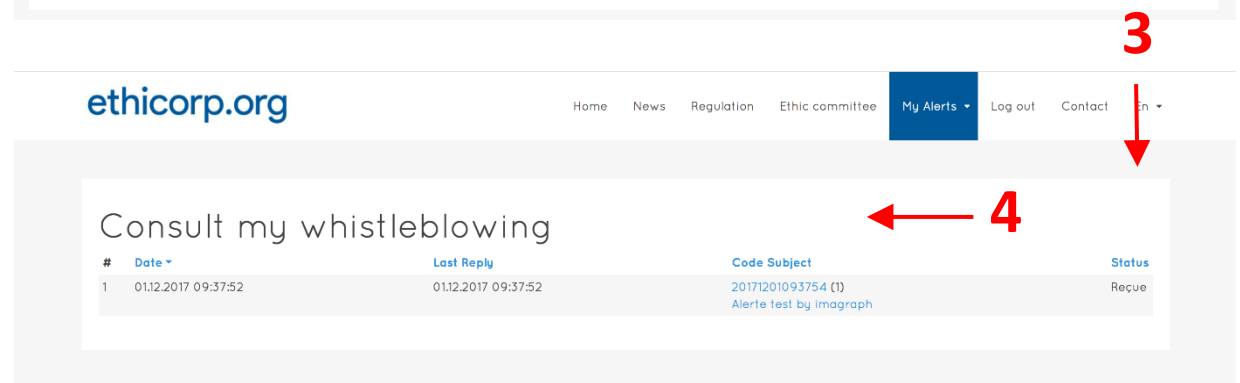 3
ethicorp.org Home News Regulation Ethic committee My Alerts Log out Contact En
4
Consult my whistleblowing
# Date Last Reply Code Subject Status
1 01.12.2017 09:37:52 01.12.2017 09:37:52 20171201093754 (1) Reçue
Alerte test by imagraph